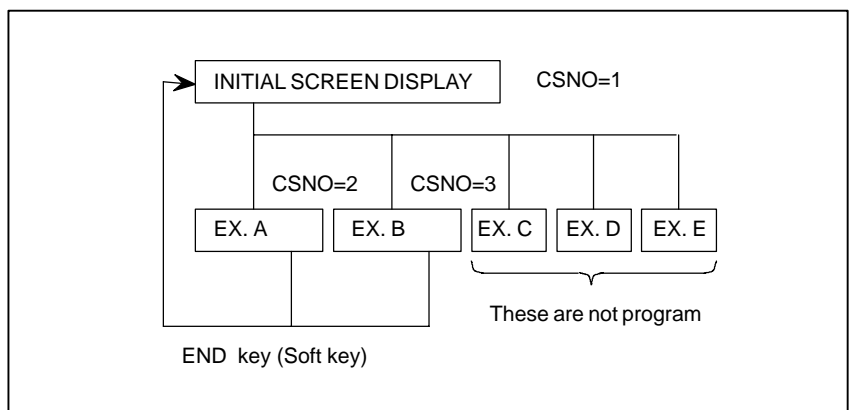 INITIAL SCREEN DISPLAY CSNO=1
CSNO=2 CSNO=3
EX. A EX. B EX. C EX. D EX. E
These are not program
END key (Soft key)